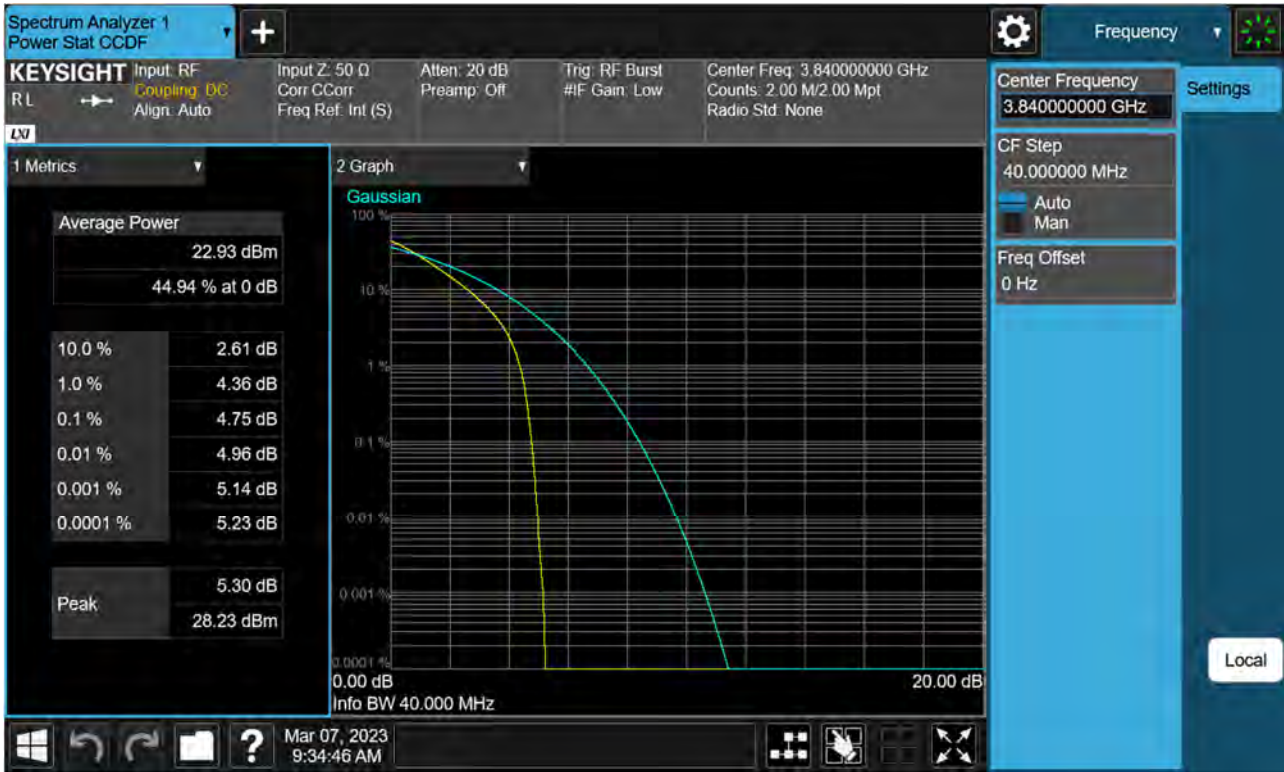 Spectrum Analyzer 1
Power Stat CCDF
Frequency
KEYSIGHT
R L
LXI
Input: RF
Coupling: DC
Align: Auto
Input Z: 50 Ω
Corr CCorr
Freq Ref: Int (S)
Atten: 20 dB
Preamp: Off
Trig: RF Burst
#IF Gain: Low
Center Freq: 3.840000000 GHz
Counts: 2.00 M/2.00 Mpt
Radio Std: None
Center Frequency
3.840000000 GHz
Settings
CF Step
40.000000 MHz
Auto
Man
Freq Offset
0 Hz
Local
1 Metrics
Average Power
22.93 dBm
44.94 % at 0 dB
10.0 % 2.61 dB
1.0 % 4.36 dB
0.1 % 4.75 dB
0.01 % 4.96 dB
0.001 % 5.14 dB
0.0001 % 5.23 dB
Peak
5.30 dB
28.23 dBm
2 Graph
Gaussian
100 %
10 %
1 %
0.1 %
0.01 %
0.001 %
0.0001 %
0.00 dB 20.00 dB
Info BW 40.000 MHz
Mar 07, 2023
9:34:46 AM